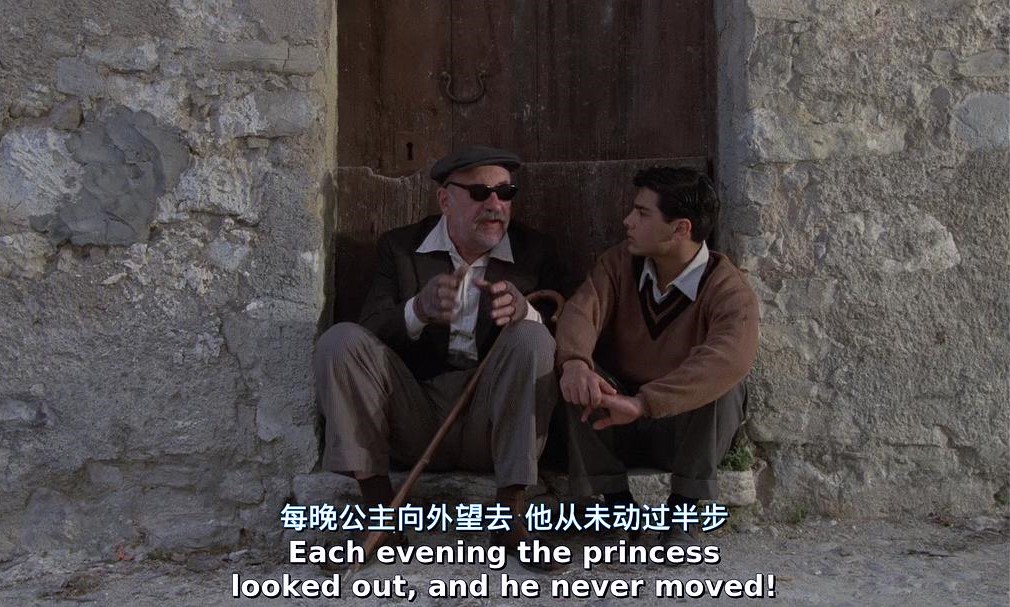 每晚公主向外望去 他从未动过半步
Each evening the princess
looked out, and he never moved!